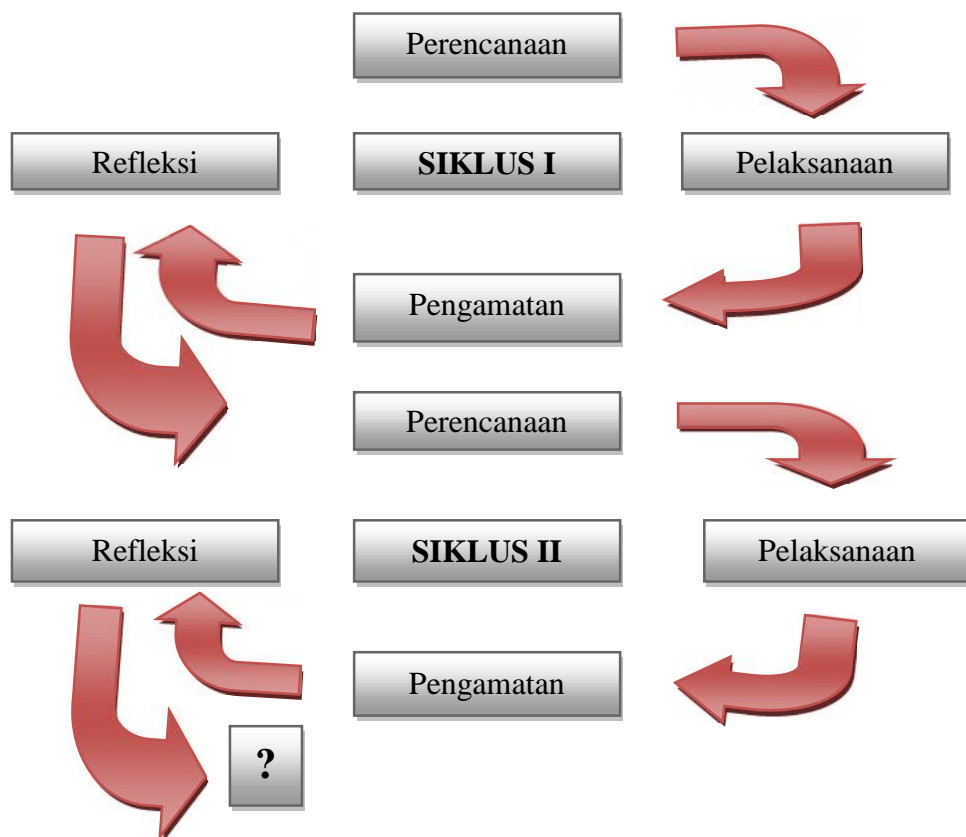 Perencanaan
Refleksi
SIKLUS I
Pelaksanaan
Pengamatan
Perencanaan
Refleksi
SIKLUS II
Pelaksanaan
Pengamatan
?